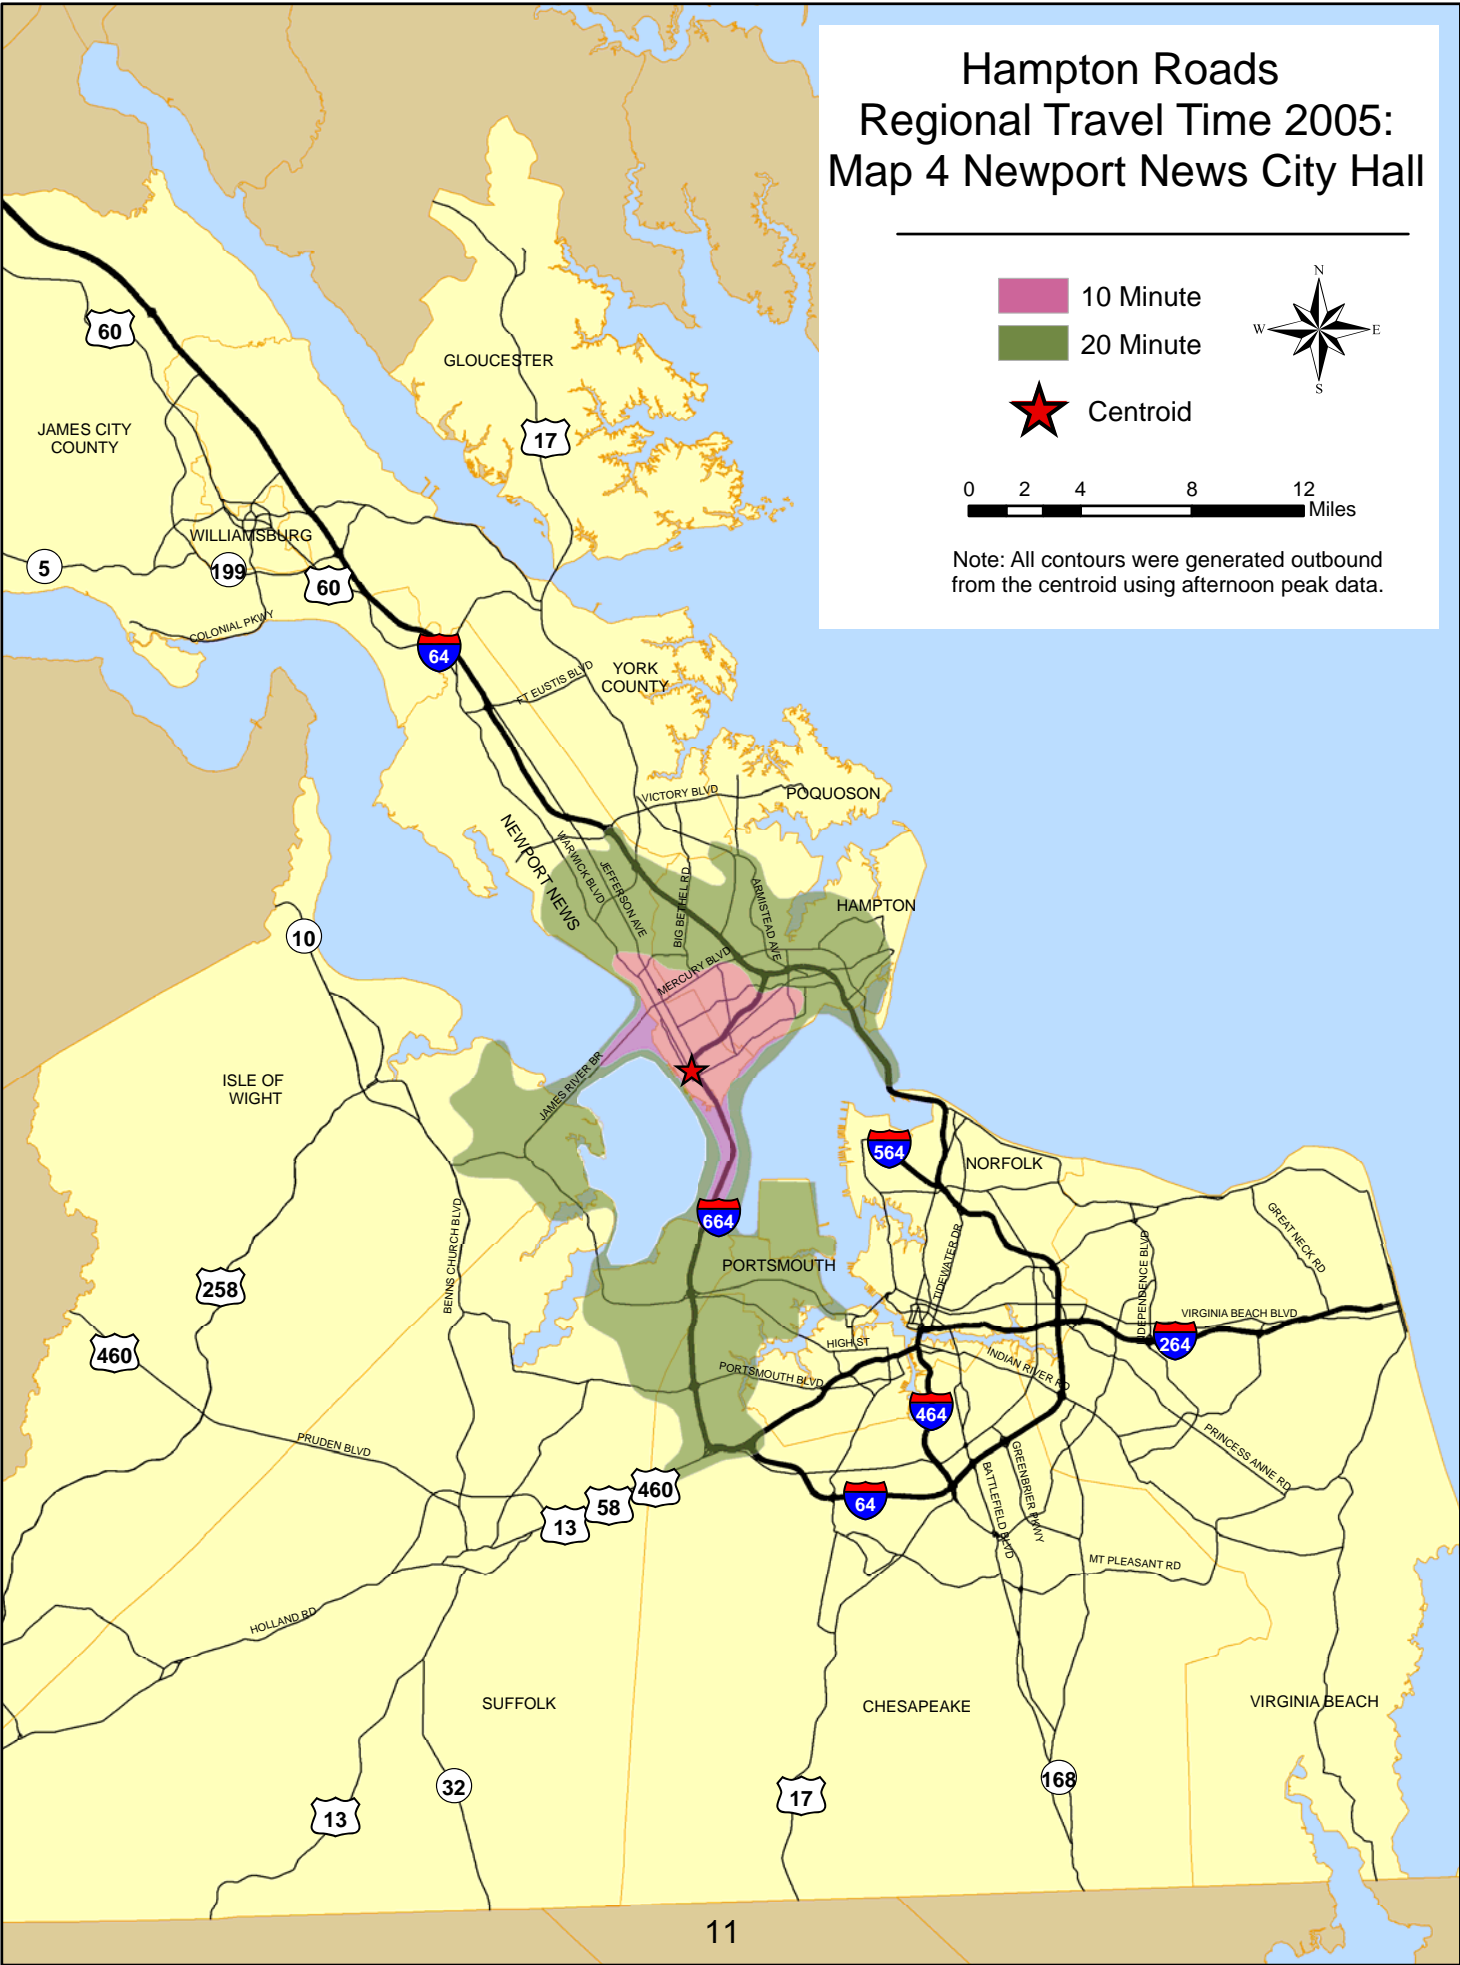 Hampton Roads
Regional Travel Time 2005:
Map 4 Newport News City Hall
10 Minute
20 Minute
Centroid
N
W
E
S
0 2 4 8 12
Miles
Note: All contours were generated outbound
from the centroid using afternoon peak data.
60
GLOUCESTER
17
JAMES CITY
COUNTY
WILLIAMSBURG
5
199
60
COLONIAL PKWY
64
YORK
COUNTY
FT EUSTIS BLVD
VICTORY BLVD
POQUOSON
NEWPORT NEWS
WARWICK BLVD
JEFFERSON AVE
BIG BETHEL RD
ARMISTEAD AVE
HAMPTON
10
MERCURY BLVD
ISLE OF
WIGHT
JAMES RIVER BR
564
NORFOLK
664
GREAT NECK RD
BENNS CHURCH BLVD
TIDEWATER DR
INDEPENDENCE BLVD
PORTSMOUTH
258
VIRGINIA BEACH BLVD
460
HIGH ST
264
INDIAN RIVER RD
PORTSMOUTH BLVD
464
PRUDEN BLVD
PRINCESS ANNE RD
GREENBRIER PKWY
BATTLEFIELD BLVD
460
58
13
64
MT PLEASANT RD
HOLLAND RD
SUFFOLK
CHESAPEAKE
VIRGINIA BEACH
32
13
17
168
11